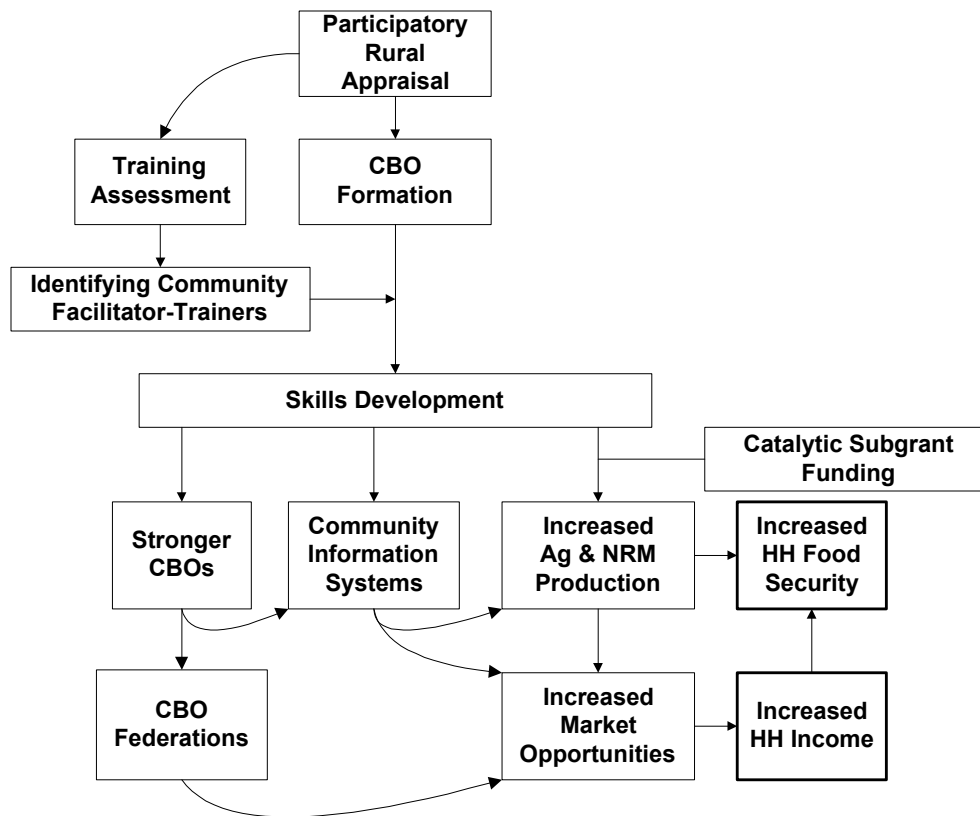 Participatory
Rural
Appraisal
Training
Assessment
CBO
Formation
Identifying Community
Facilitator-Trainers
Skills Development
Catalytic Subgrant
Funding
Stronger
CBOs
Community
Information
Systems
Increased
Ag & NRM
Production
Increased
HH Food
Security
CBO
Federations
Increased
Market
Opportunities
Increased
HH Income